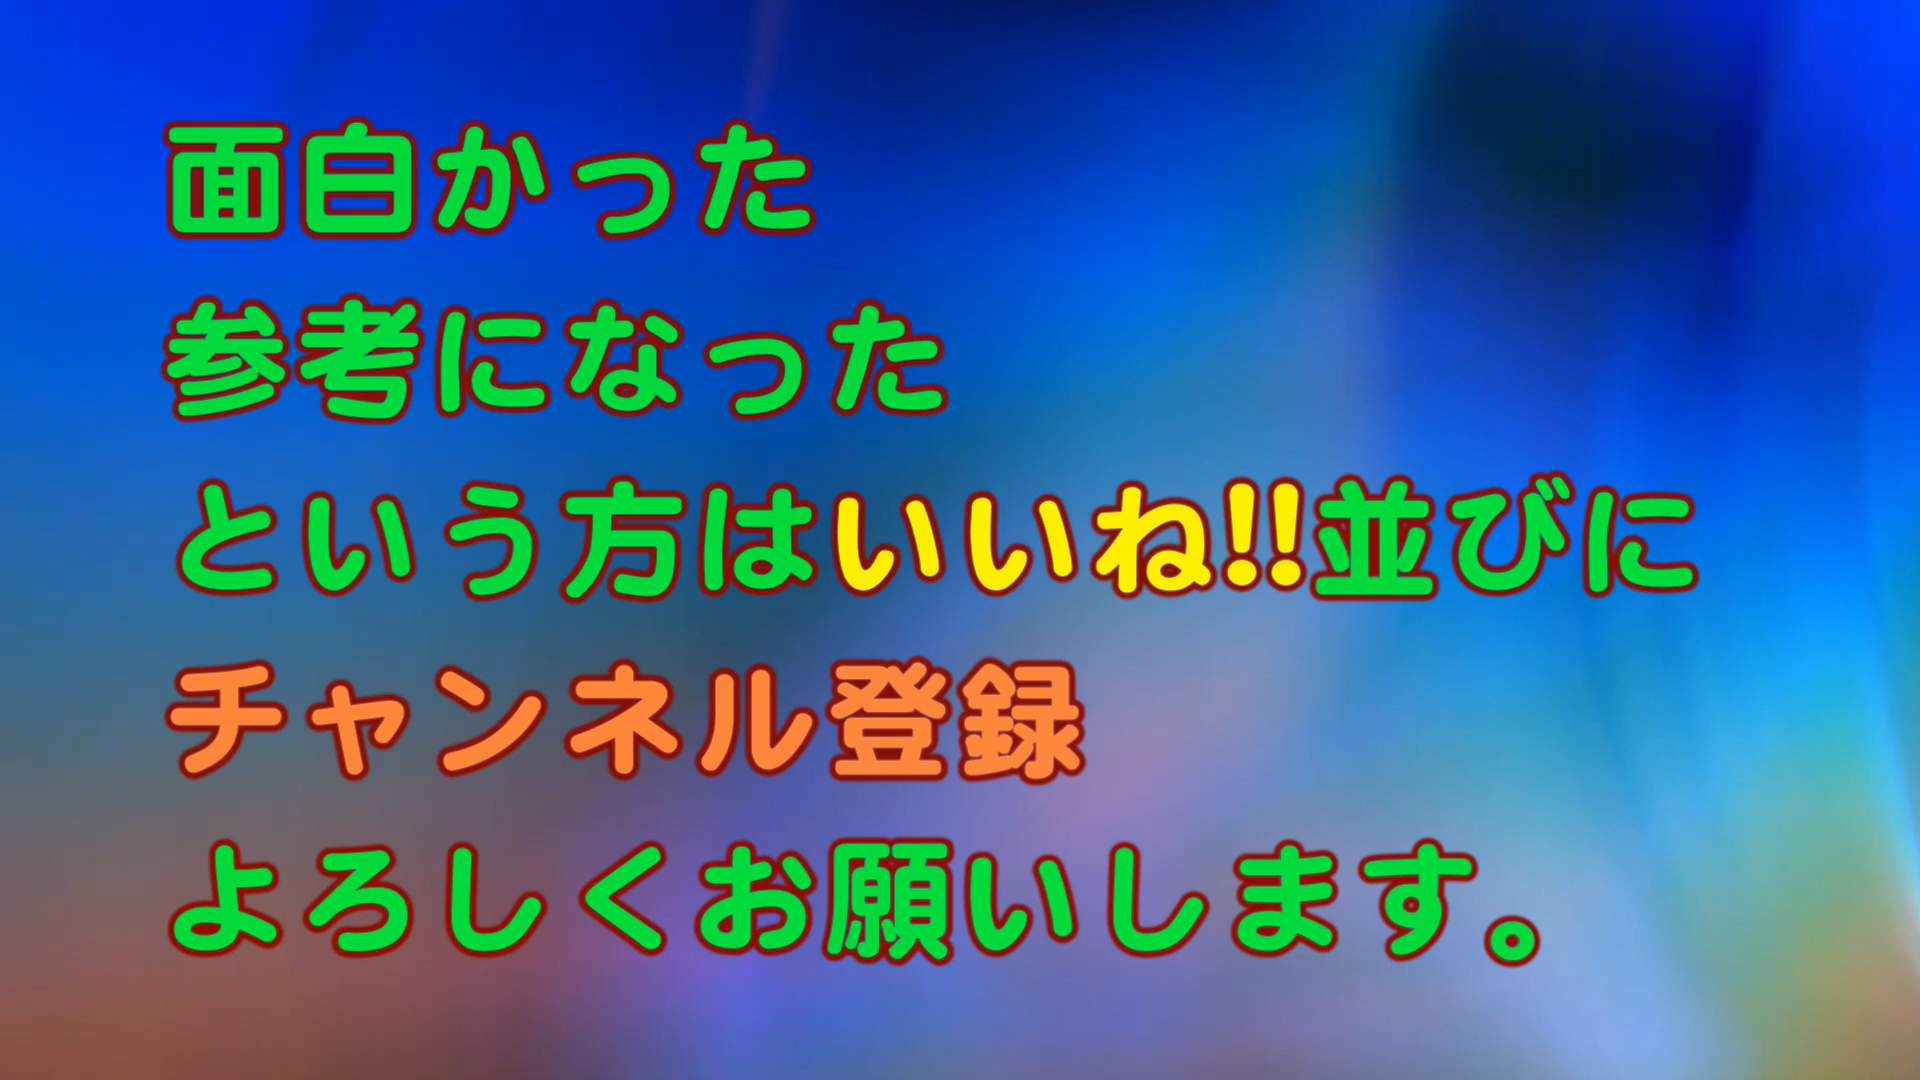 面白かった
参考になった
という方はいいね!!並びに
チャンネル登録
よろしくお願いします。